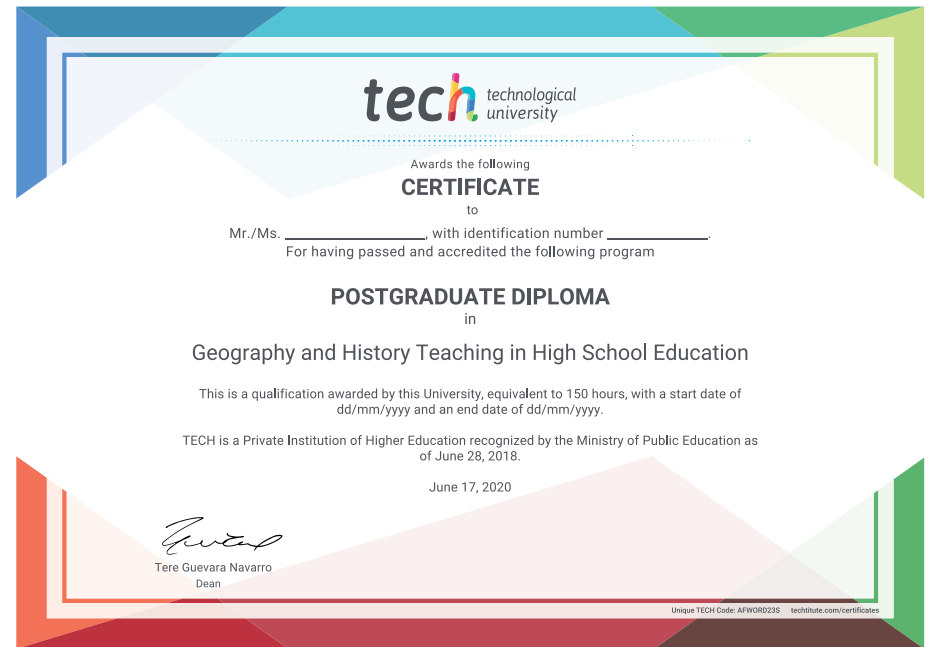 tech technological
university
Awards the following
CERTIFICATE
to
Mr./Ms. ____________________, with identification number ______________.
For having passed and accredited the following program
POSTGRADUATE DIPLOMA
in
Geography and History Teaching in High School Education
This is a qualification awarded by this University, equivalent to 150 hours, with a start date of
dd/mm/yyyy and an end date of dd/mm/yyyy.
TECH is a Private Institution of Higher Education recognized by the Ministry of Public Education as
of June 28, 2018.
June 17, 2020
Tere Guevara Navarro
Dean
Unique TECH Code: AFWORD23S techtitute.com/certificates